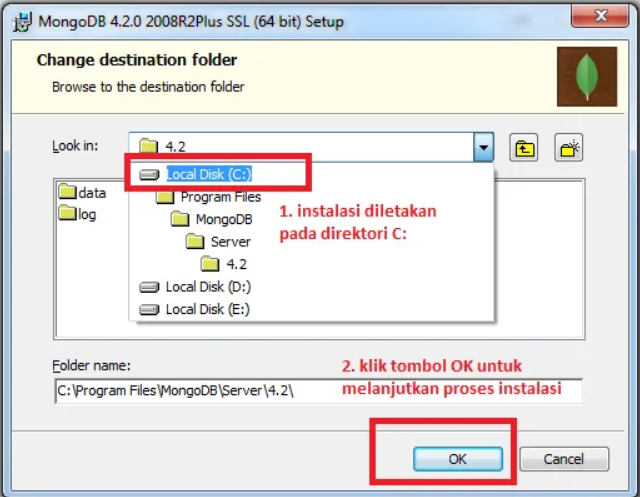 MongoDB 4.2.0 2008R2Plus SSL (64 bit) Setup
Change destination folder
Browse to the destination folder
Look in:
4.2
Local Disk (C:)
Program Files
MongoDB
Server
4.2
Local Disk (D:)
Local Disk (E:)
data
log
1. instalasi diletakan
pada direktori C:
Folder name:
C:\Program Files\MongoDB\Server\4.2\
2. klik tombol OK untuk
melanjutkan proses instalasi
OK
Cancel